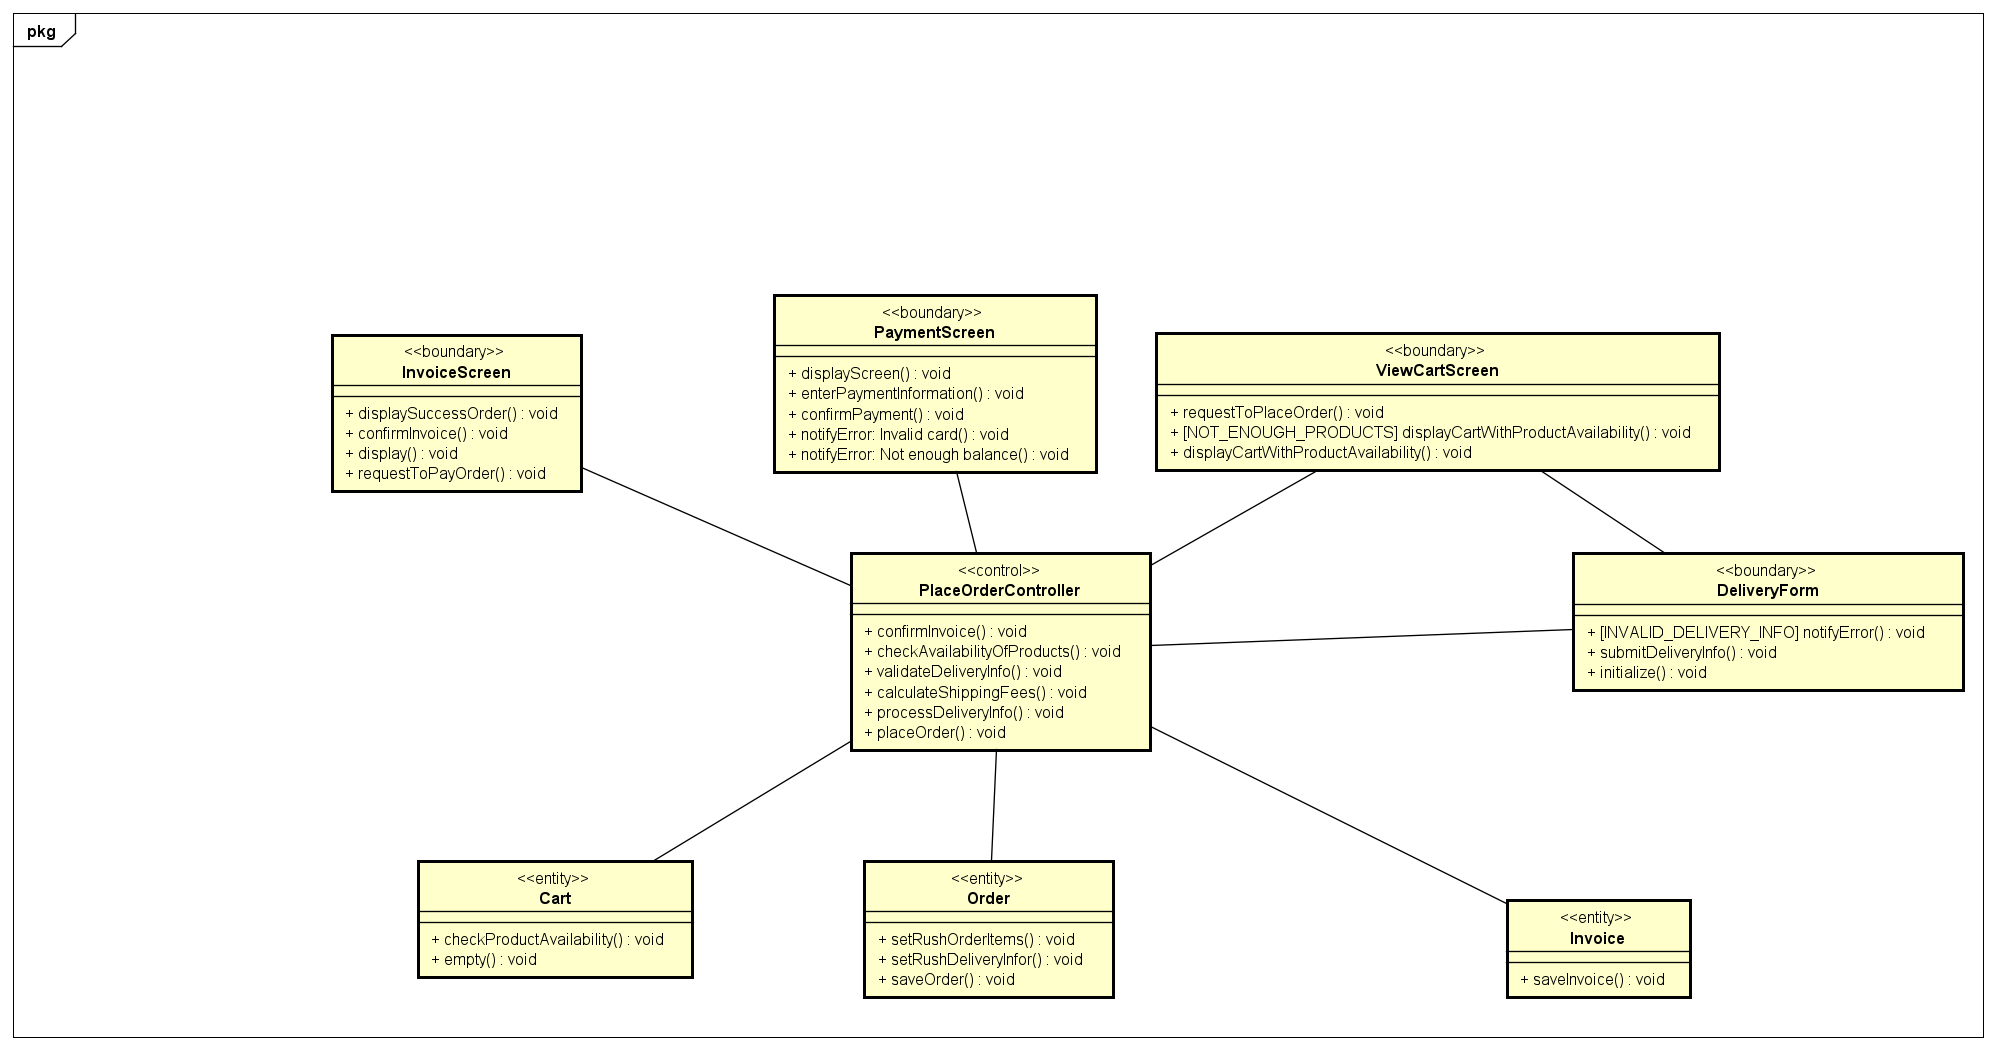 pkg
<<boundary>>
InvoiceScreen
+ displaySuccessOrder() : void
+ confirmInvoice() : void
+ display() : void
+ requestToPayOrder() : void
<<boundary>>
PaymentScreen
+ displayScreen() : void
+ enterPaymentInformation() : void
+ confirmPayment() : void
+ notifyError: Invalid card() : void
+ notifyError: Not enough balance() : void
<<boundary>>
ViewCartScreen
+ requestToPlaceOrder() : void
+ [NOT_ENOUGH_PRODUCTS] displayCartWithProductAvailability() : void
+ displayCartWithProductAvailability() : void
<<control>>
PlaceOrderController
+ confirmInvoice() : void
+ checkAvailabilityOfProducts() : void
+ validateDeliveryInfo() : void
+ calculateShippingFees() : void
+ processDeliveryInfo() : void
+ placeOrder() : void
<<boundary>>
DeliveryForm
+ [INVALID_DELIVERY_INFO] notifyError() : void
+ submitDeliveryInfo() : void
+ initialize() : void
<<entity>>
Cart
+ checkProductAvailability() : void
+ empty() : void
<<entity>>
Order
+ setRushOrderItems() : void
+ setRushDeliveryInfor() : void
+ saveOrder() : void
<<entity>>
Invoice
+ saveInvoice() : void